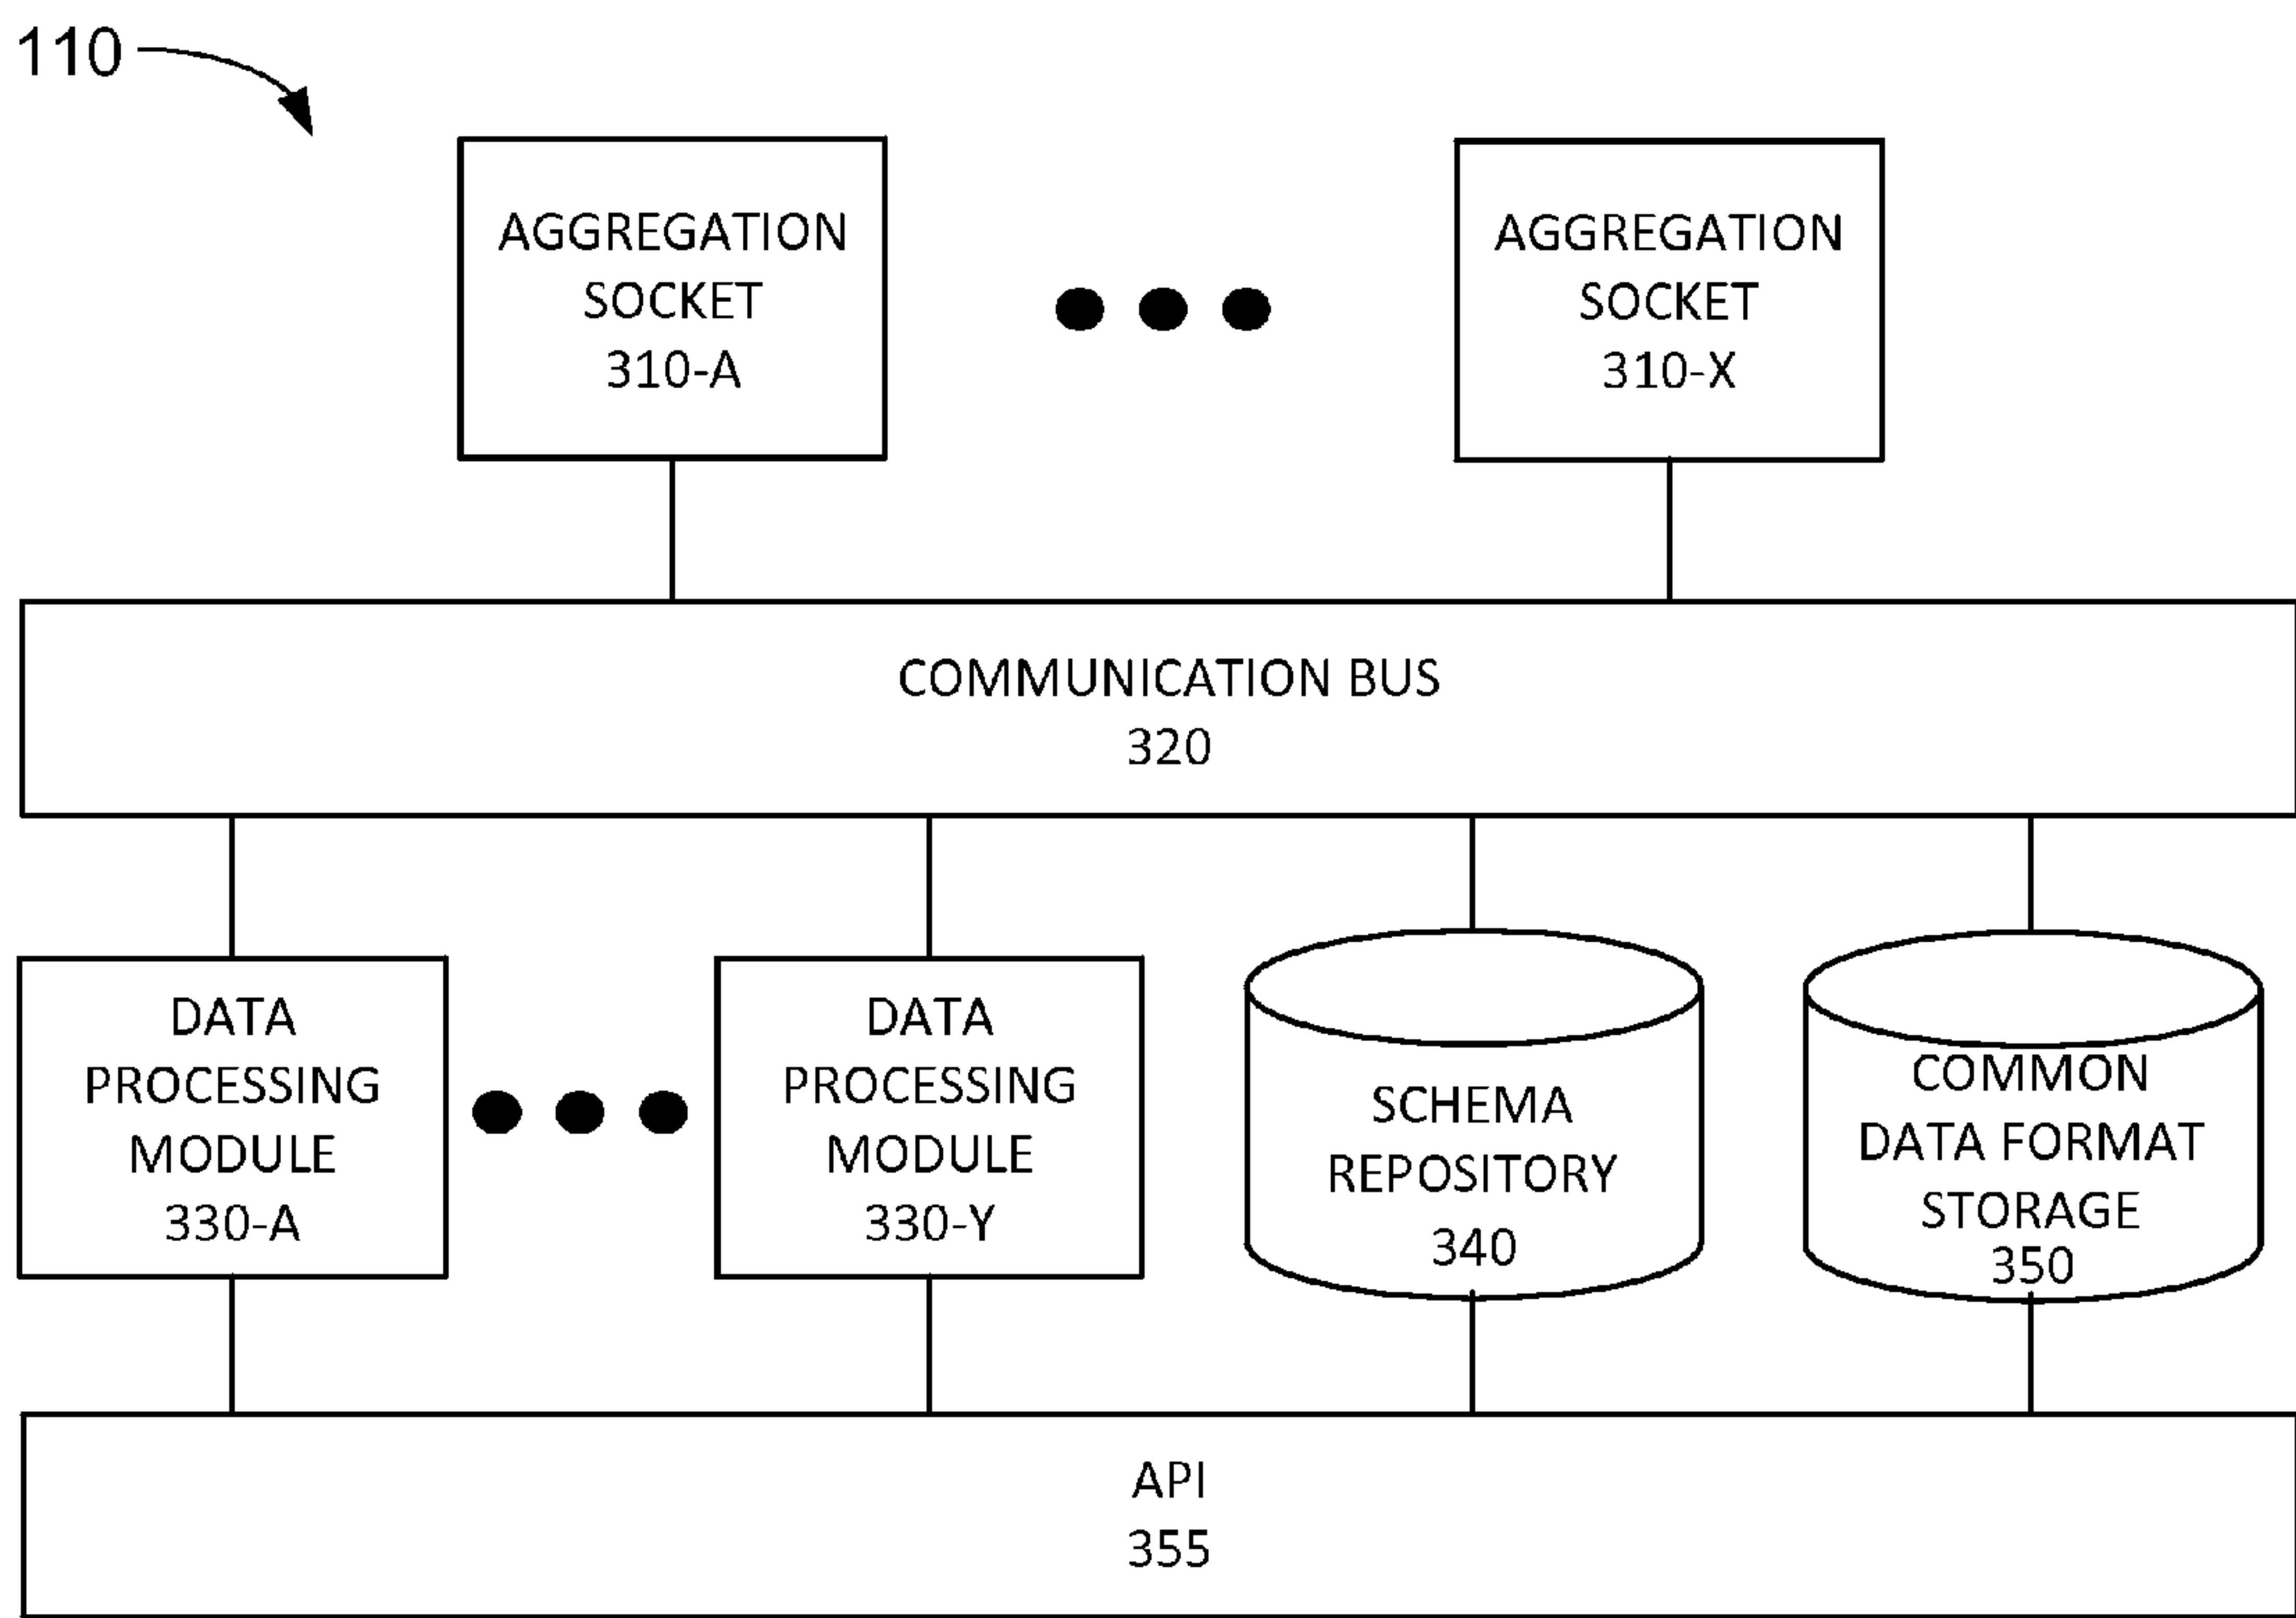 110
AGGREGATION
SOCKET
310-A
AGGREGATION
SOCKET
310-X
COMMUNICATION BUS
320
DATA
PROCESSING
MODULE
330-A
DATA
PROCESSING
MODULE
330-Y
SCHEMA
REPOSITORY
340
COMMON
DATA FORMAT
STORAGE
350
API
355